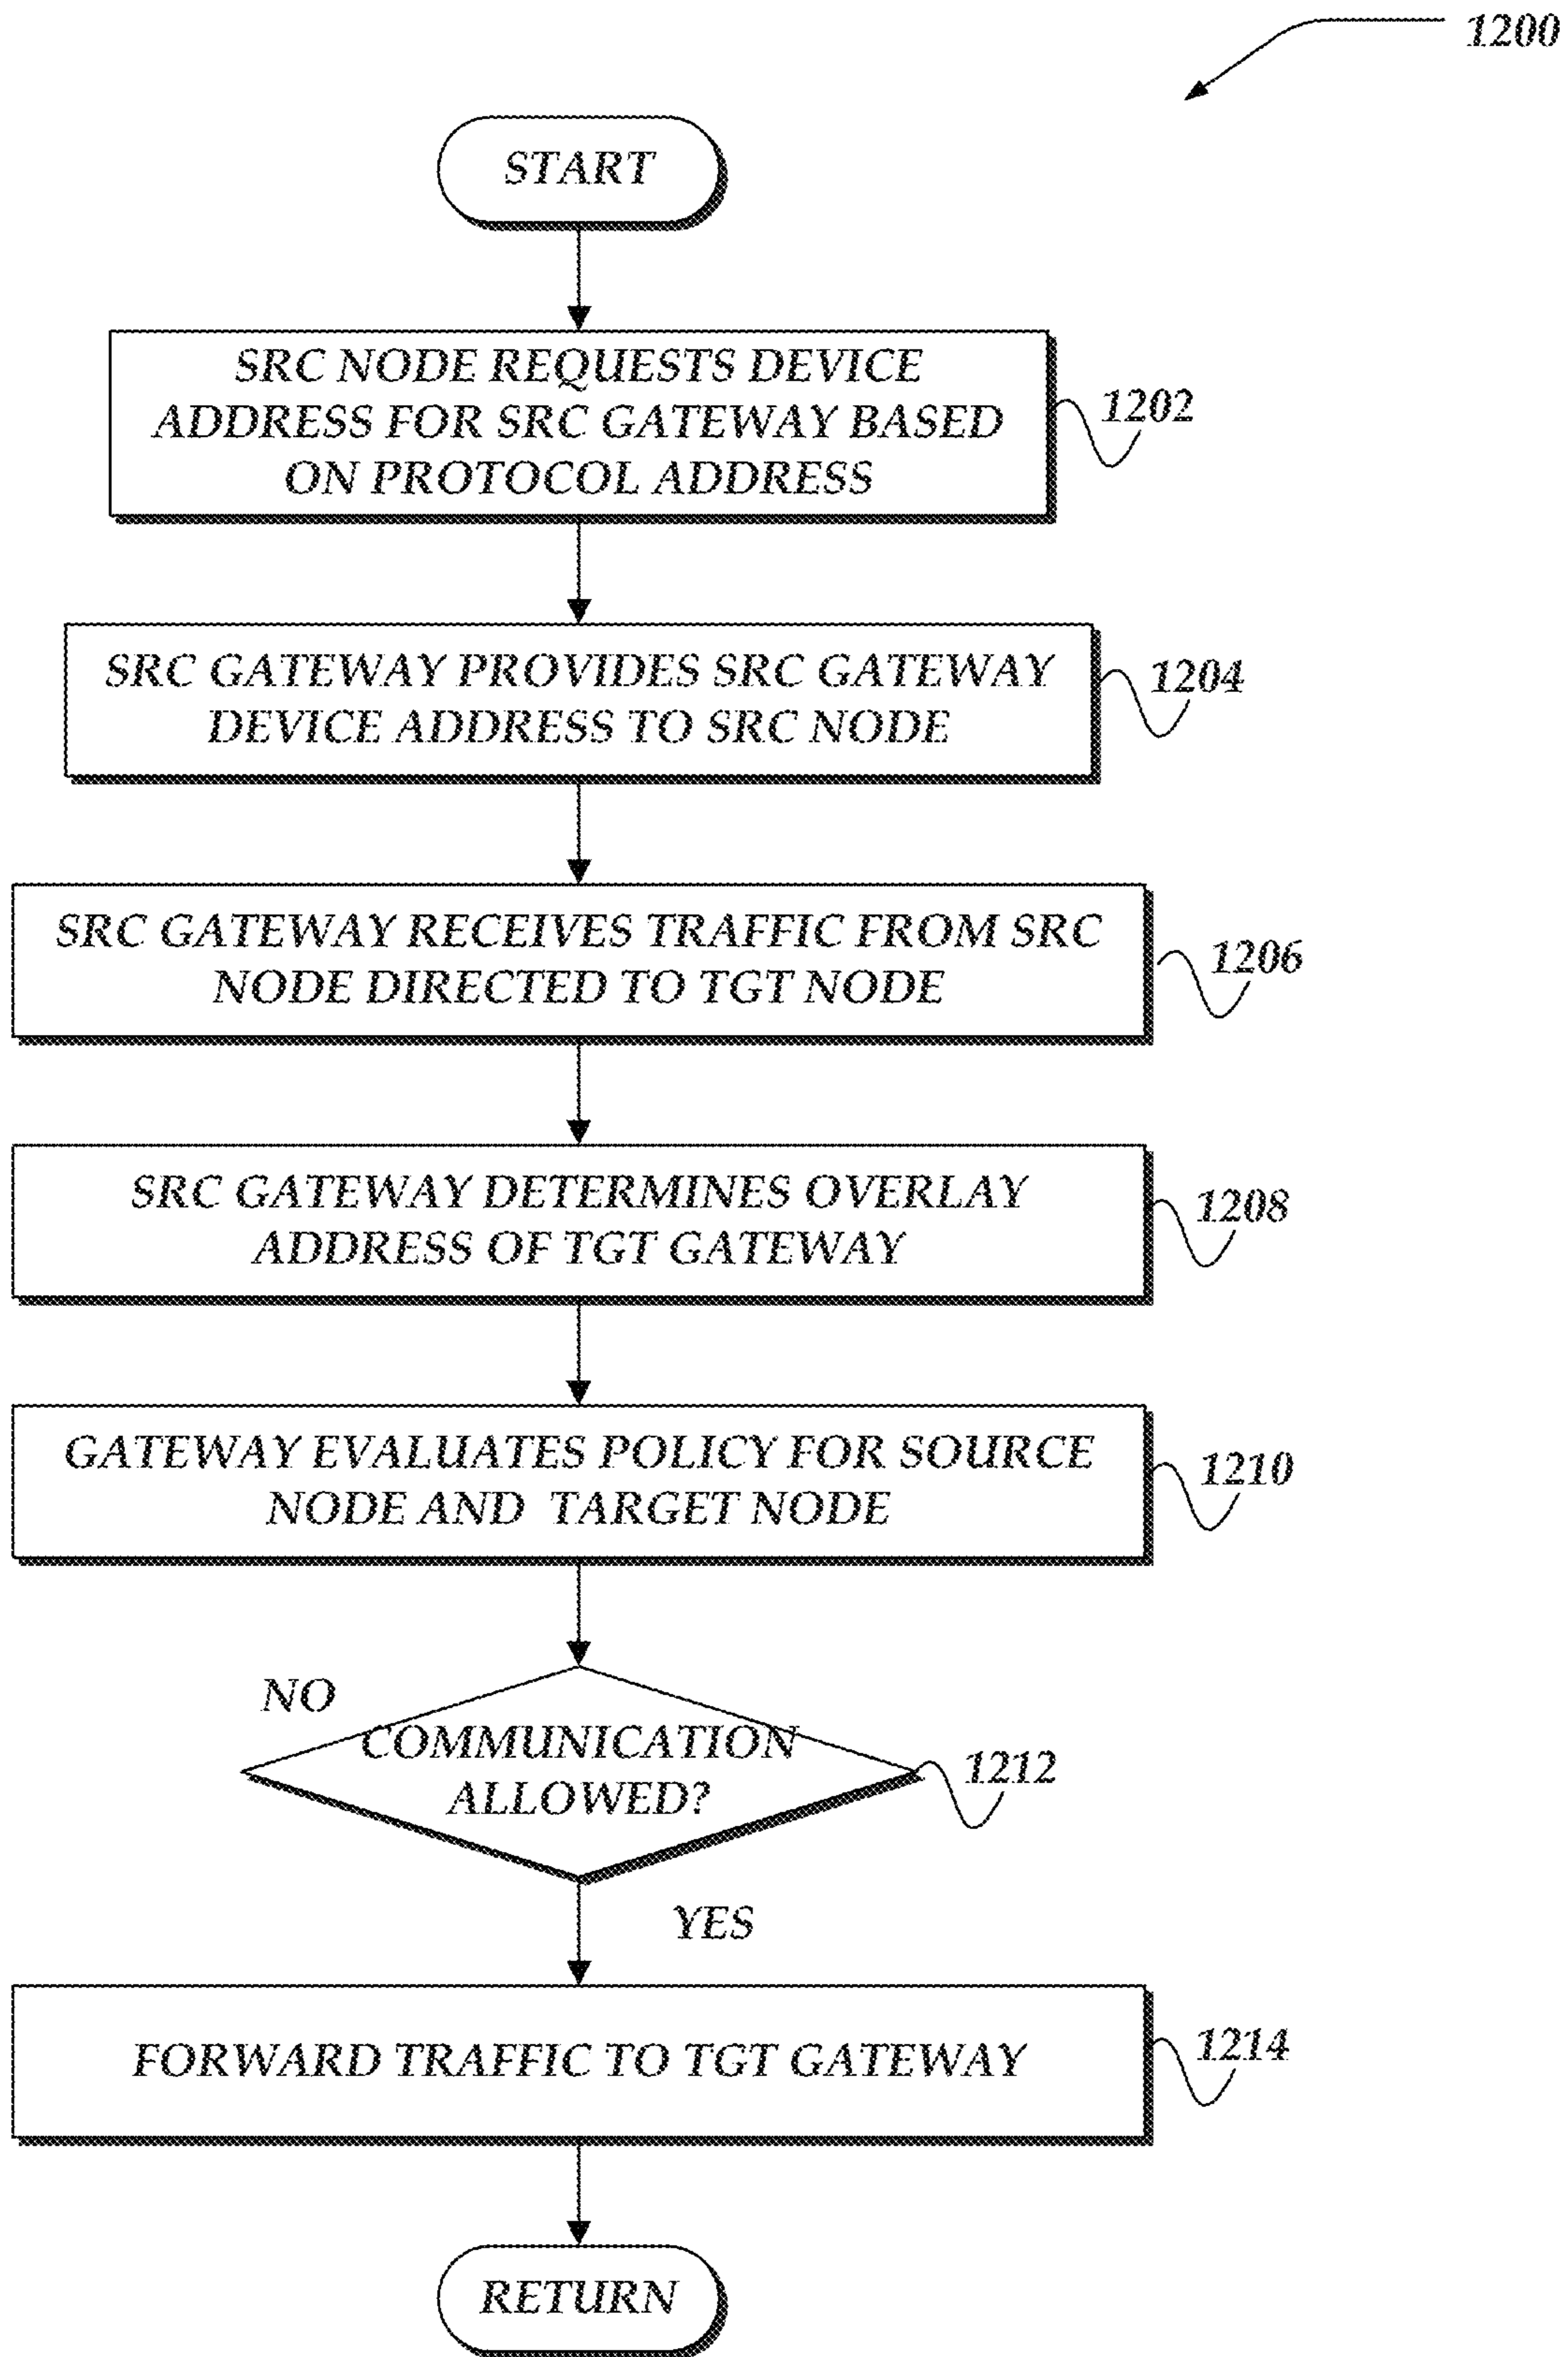 1200
START
SRC NODE REQUESTS DEVICE
ADDRESS FOR SRC GATEWAY BASED
ON PROTOCOL ADDRESS
1202
SRC GATEWAY PROVIDES SRC GATEWAY
DEVICE ADDRESS TO SRC NODE
1204
SRC GATEWAY RECEIVES TRAFFIC FROM SRC
NODE DIRECTED TO TGT NODE
1206
SRC GATEWAY DETERMINES OVERLAY
ADDRESS OF TGT GATEWAY
1208
GATEWAY EVALUATES POLICY FOR SOURCE
NODE AND TARGET NODE
1210
NO
COMMUNICATION
ALLOWED?
1212
YES
FORWARD TRAFFIC TO TGT GATEWAY
1214
RETURN